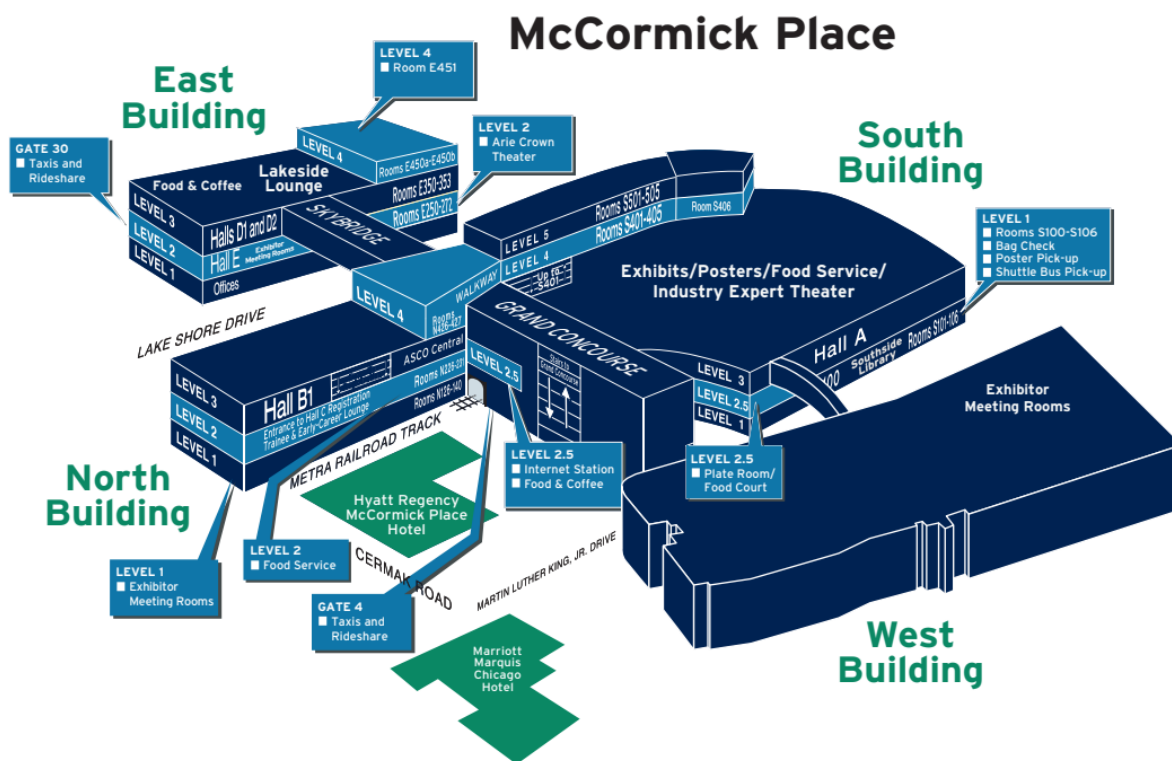 McCormick Place
East
Building
LEVEL 4
Room E451
GATE 30
Taxis and
Rideshare
LEVEL 2
Arie Crown
Theater
South
Building
LEVEL 4
Rooms E450a-E450b
Food & Coffee
Lakeside
Lounge
LEVEL 3
LEVEL 2
LEVEL 1
Halls D1 and D2
Hall E
Exhibitor
Meeting Rooms
Offices
Rooms E350-353
Rooms E250-272
SKYBRIDGE
LEVEL 5
LEVEL 4
Rooms S501-505
Rooms S401-405
Room S406
LEVEL 1
Rooms S100-S106
Bag Check
Poster Pick-up
Shuttle Bus Pick-up
WALKWAY
LEVEL 4
Rooms
N426-427
Up to
S401
Exhibits/Posters/Food Service/
Industry Expert Theater
LAKE SHORE DRIVE
GRAND CONCOURSE
Stairs to
Grand Concourse
LEVEL 3
LEVEL 2.5
LEVEL 1
Hall A
Southside
Library
Rooms S101-106
LEVEL 3
LEVEL 2
LEVEL 1
Hall B1
ASCO Central
Entrance to Hall C Registration
Trainee & Early-Career Lounge
Rooms N226-231
Rooms N126-140
LEVEL 2.5
Exhibitor
Meeting Rooms
METRA RAILROAD TRACK
North
Building
LEVEL 2.5
Internet Station
Food & Coffee
LEVEL 2.5
Plate Room/
Food Court
Hyatt Regency
McCormick Place
Hotel
LEVEL 2
Food Service
LEVEL 1
Exhibitor
Meeting Rooms
CERMAK ROAD
GATE 4
Taxis and
Rideshare
MARTIN LUTHER KING, JR. DRIVE
Marriott
Marquis
Chicago
Hotel
West
Building